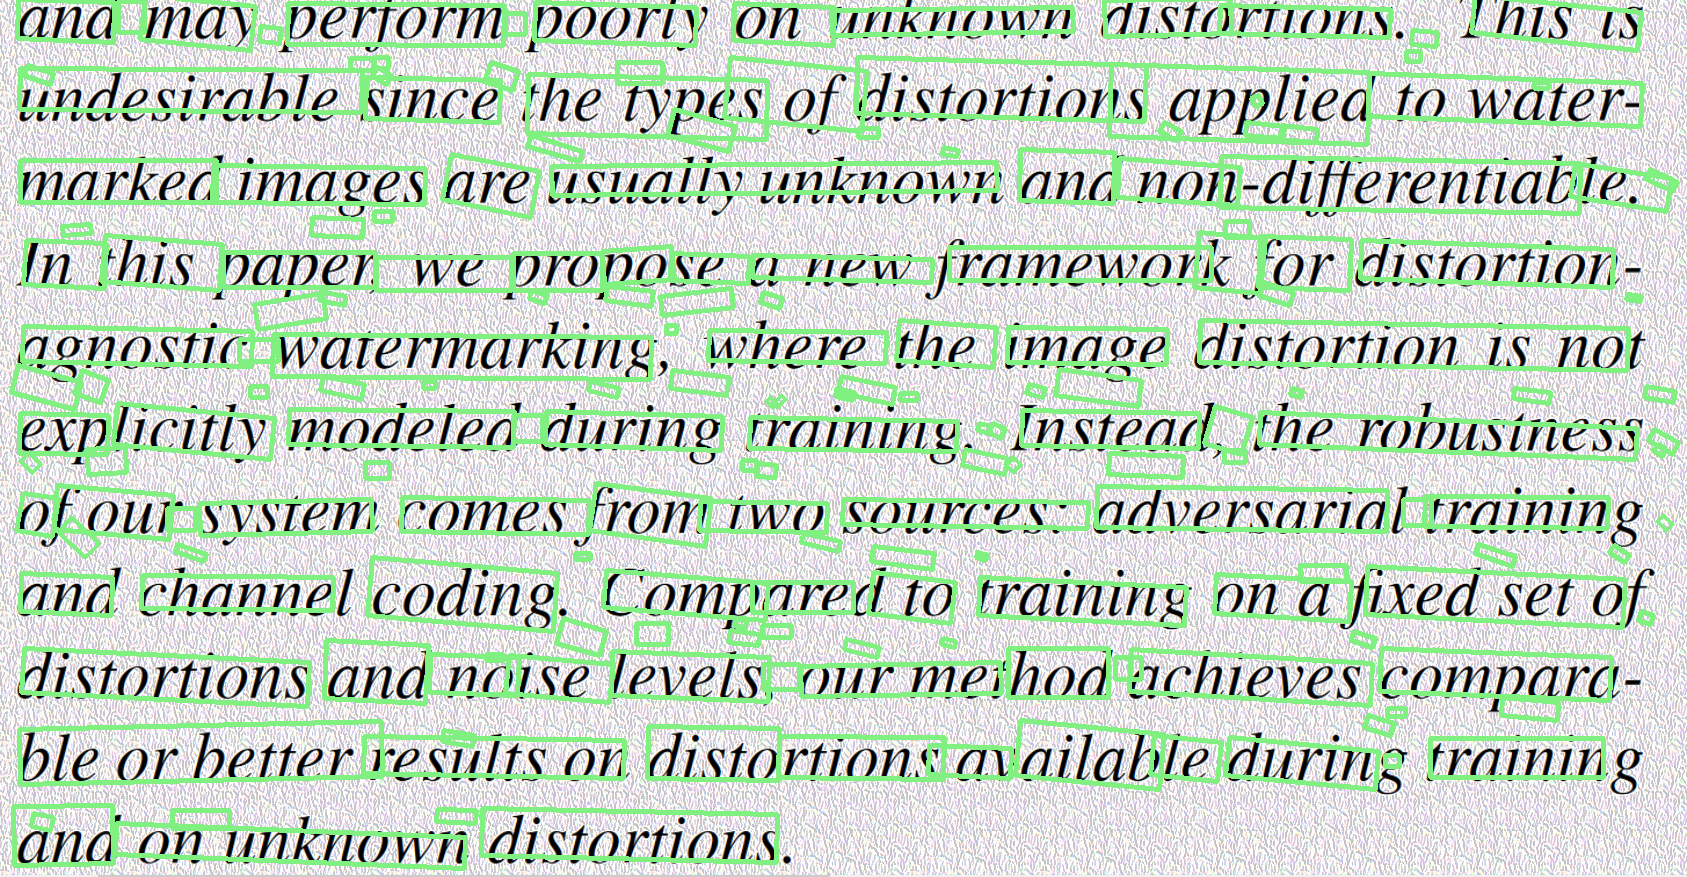 and may perform poorly on unknown distortions. This is
undesirable since the types of distortions applied to water-
marked images are usually unknown and non-differentiable.
In this paper, we propose a new framework for distortion-
agnostic watermarking, where the image distortion is not
explicitly modeled during training. Instead, the robustness
of our system comes from two sources: adversarial training
and channel coding. Compared to training on a fixed set of
distortions and noise levels, our method achieves compara-
ble or better results on distortions available during training
and on unknown distortions.